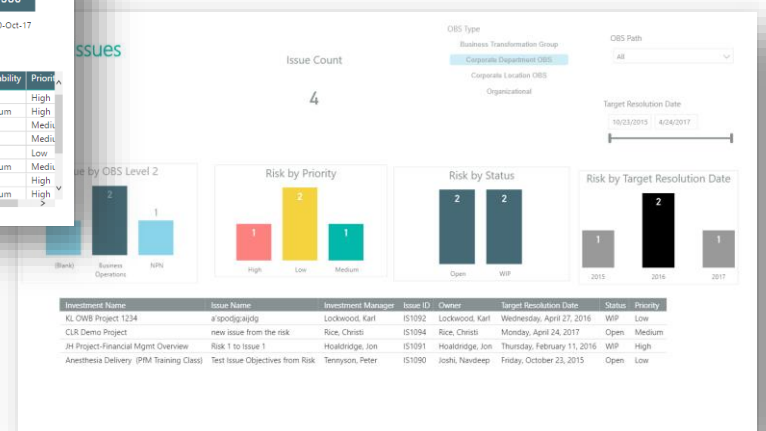 0-Oct-17
ability Priorit
High
um High
Mediu
Mediu
Low
um Mediu
High
um High
ssues
Issue Count
4
OBS Type
Business Transformation Group
Corporate Department OBS
Corporate Location OBS
Organizational
OBS Path
All
Target Resolution Date
10/23/2015 4/24/2017
ue by OBS Level 2
2
1
(Blank) Business Operations NPN
Risk by Priority
1 2 1
High Low Medium
Risk by Status
2 2
Open WIP
Risk by Target Resolution Date
1 2 1
2015 2016 2017
Investment Name Issue Name Investment Manager Issue ID Owner Target Resolution Date Status Priority
KL OWB Project 1234 a'spodjg;aijdg Lockwood, Karl IS1092 Lockwood, Karl Wednesday, April 27, 2016 WIP Low
CLR Demo Project new issue from the risk Rice, Christi IS1094 Rice, Christi Monday, April 24, 2017 Open Medium
JH Project-Financial Mgmt Overview Risk 1 to Issue 1 Hoaldridge, Jon IS1091 Hoaldridge, Jon Thursday, February 11, 2016 WIP High
Anesthesia Delivery (PfM Training Class) Test Issue Objectives from Risk Tennyson, Peter IS1090 Joshi, Navdeep Friday, October 23, 2015 Open Low